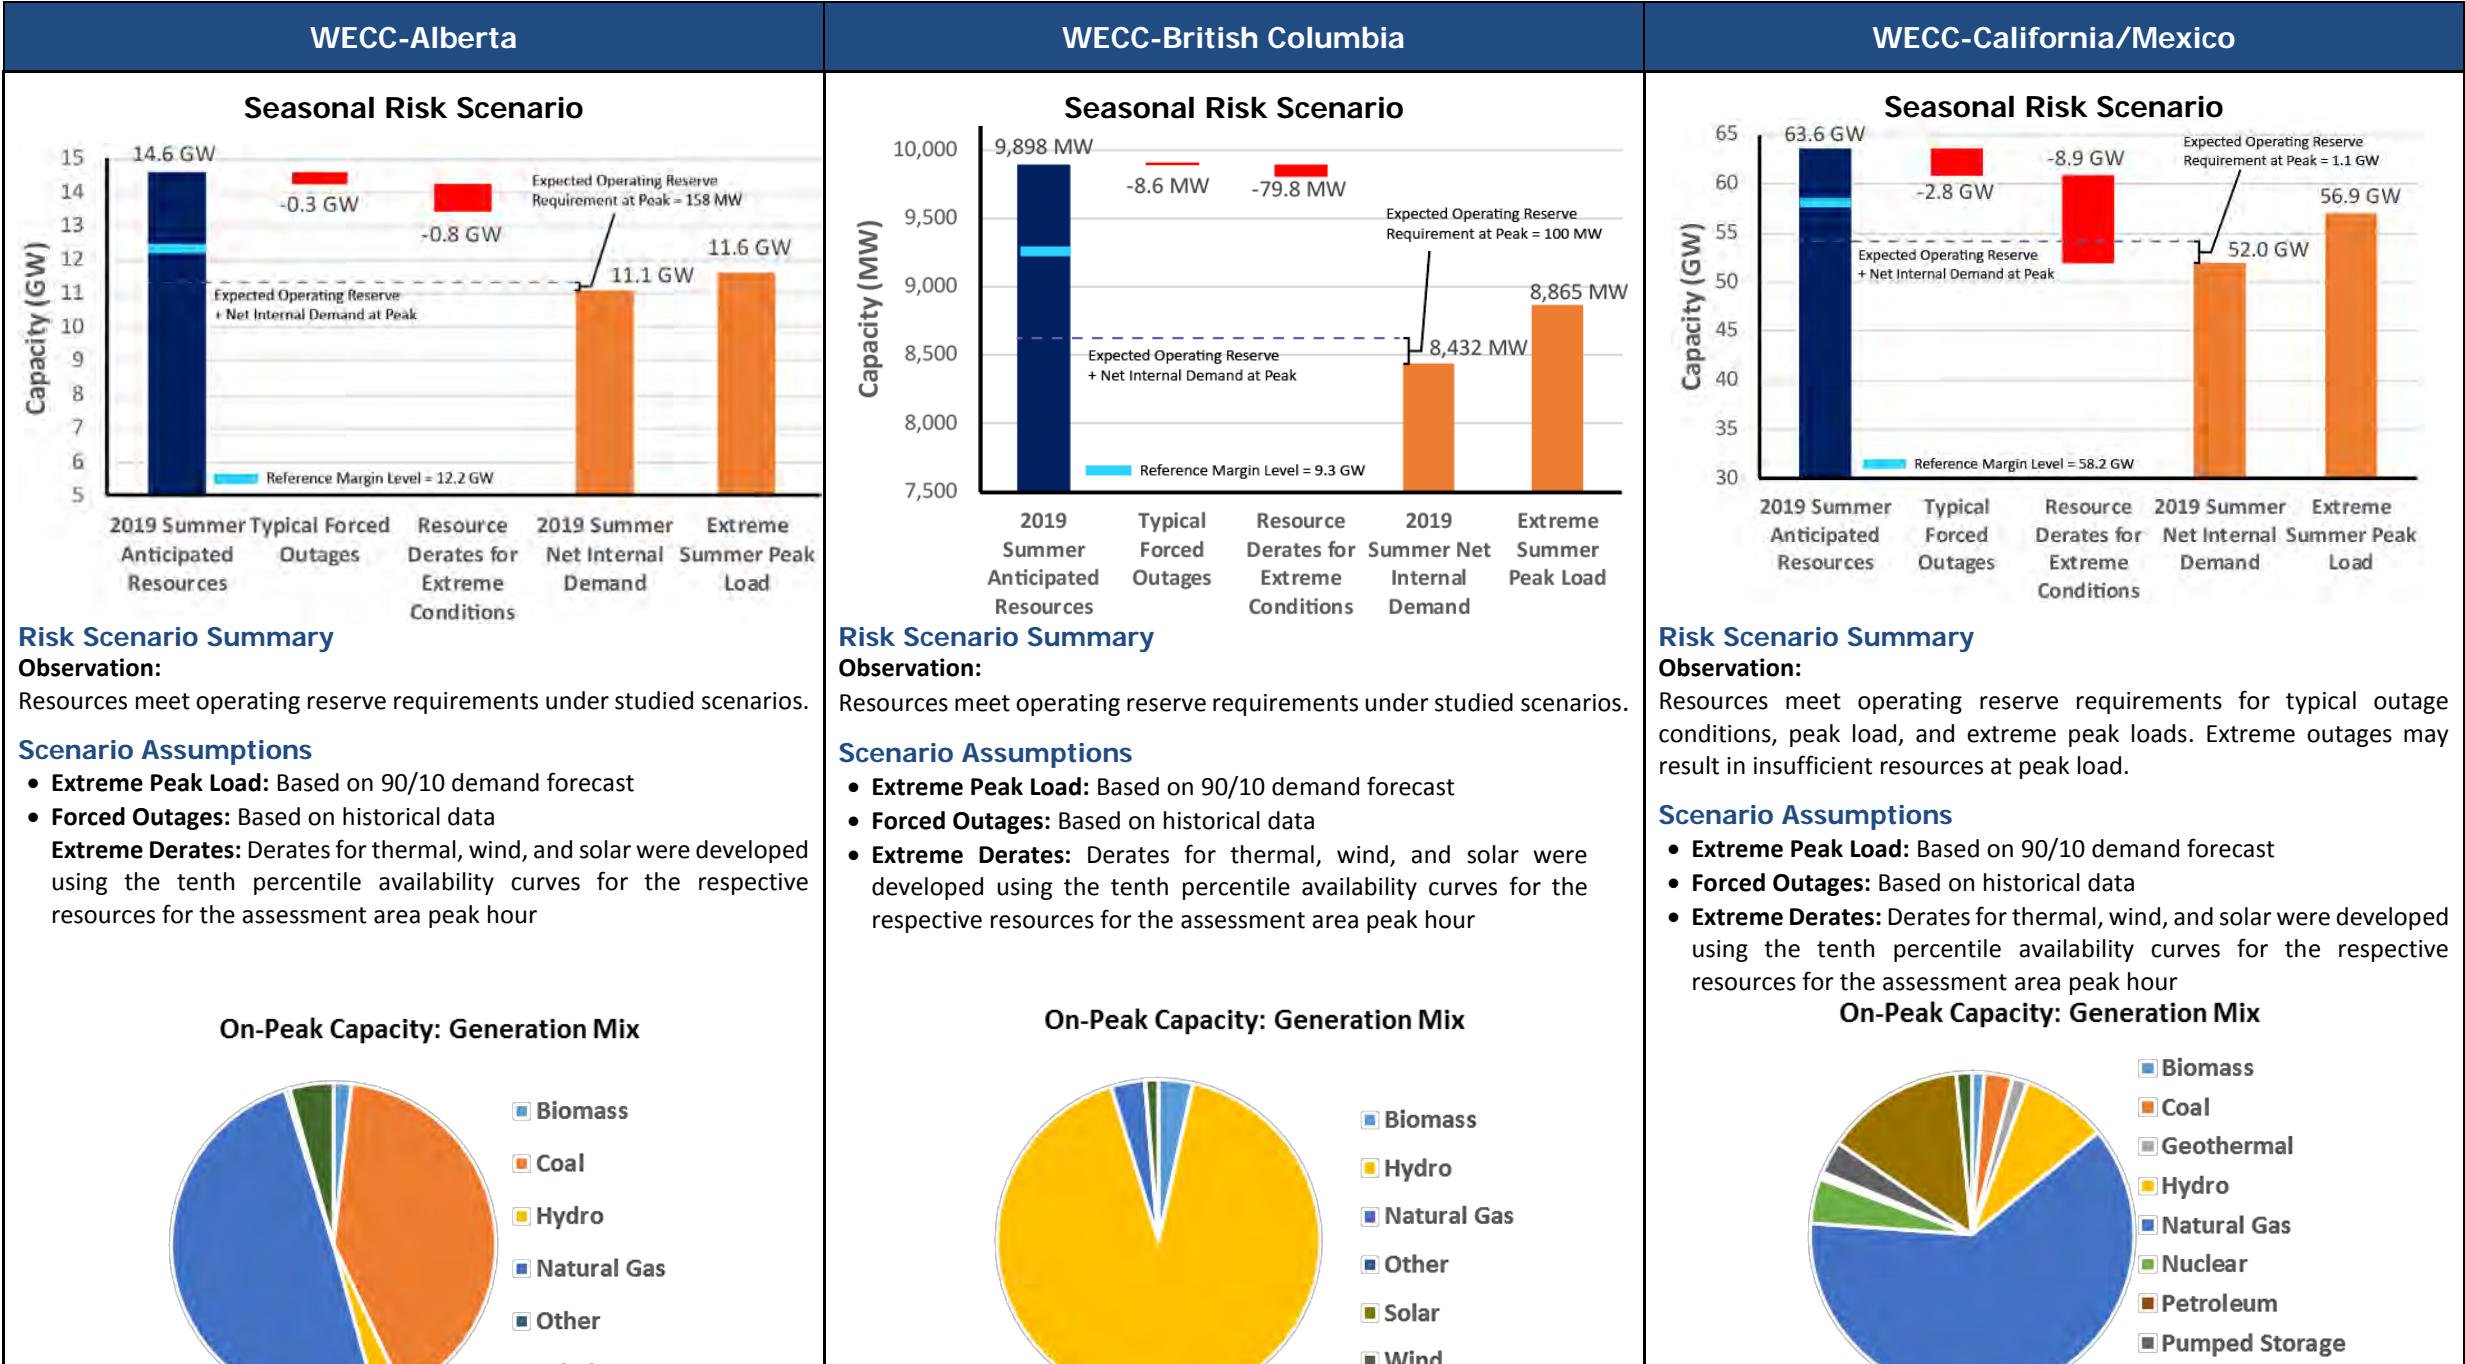 WECC-Alberta
Seasonal Risk Scenario
15
14
13
12
11
10
9
8
7
6
5
Capacity (GW)
14.6 GW
-0.3 GW
-0.8 GW
Expected Operating Reserve
Requirement at Peak = 158 MW
11.1 GW
11.6 GW
Expected Operating Reserve
+ Net Internal Demand at Peak
Reference Margin Level = 12.2 GW
2019 Summer
Anticipated
Resources
Typical Forced
Outages
Resource
Derates for
Extreme
Conditions
2019 Summer
Net Internal
Demand
Extreme
Summer Peak
Load
Risk Scenario Summary
Observation:
Resources meet operating reserve requirements under studied scenarios.
Scenario Assumptions
• Extreme Peak Load: Based on 90/10 demand forecast
• Forced Outages: Based on historical data
Extreme Derates: Derates for thermal, wind, and solar were developed
using the tenth percentile availability curves for the respective
resources for the assessment area peak hour
On-Peak Capacity: Generation Mix
Biomass
Coal
Hydro
Natural Gas
Other
WECC-British Columbia
Seasonal Risk Scenario
10,000
9,500
9,000
8,500
8,000
7,500
Capacity (MW)
9,898 MW
-8.6 MW
-79.8 MW
Expected Operating Reserve
Requirement at Peak = 100 MW
8,432 MW
8,865 MW
Expected Operating Reserve
+ Net Internal Demand at Peak
Reference Margin Level = 9.3 GW
2019
Summer
Anticipated
Resources
Typical
Forced
Outages
Resource
Derates for
Extreme
Conditions
2019
Summer Net
Internal
Demand
Extreme
Summer
Peak Load
Risk Scenario Summary
Observation:
Resources meet operating reserve requirements under studied scenarios.
Scenario Assumptions
• Extreme Peak Load: Based on 90/10 demand forecast
• Forced Outages: Based on historical data
• Extreme Derates: Derates for thermal, wind, and solar were
developed using the tenth percentile availability curves for the
respective resources for the assessment area peak hour
On-Peak Capacity: Generation Mix
Biomass
Hydro
Natural Gas
Other
Solar
Wind
WECC-California/Mexico
Seasonal Risk Scenario
65
60
55
50
45
40
35
30
Capacity (GW)
63.6 GW
-2.8 GW
-8.9 GW
Expected Operating Reserve
Requirement at Peak = 1.1 GW
52.0 GW
56.9 GW
Expected Operating Reserve
+ Net Internal Demand at Peak
Reference Margin Level = 58.2 GW
2019 Summer
Anticipated
Resources
Typical
Forced
Outages
Resource
Derates for
Extreme
Conditions
2019 Summer
Net Internal
Demand
Extreme
Summer Peak
Load
Risk Scenario Summary
Observation:
Resources meet operating reserve requirements for typical outage
conditions, peak load, and extreme peak loads. Extreme outages may
result in insufficient resources at peak load.
Scenario Assumptions
• Extreme Peak Load: Based on 90/10 demand forecast
• Forced Outages: Based on historical data
• Extreme Derates: Derates for thermal, wind, and solar were developed
using the tenth percentile availability curves for the respective
resources for the assessment area peak hour
On-Peak Capacity: Generation Mix
Biomass
Coal
Geothermal
Hydro
Natural Gas
Nuclear
Petroleum
Pumped Storage